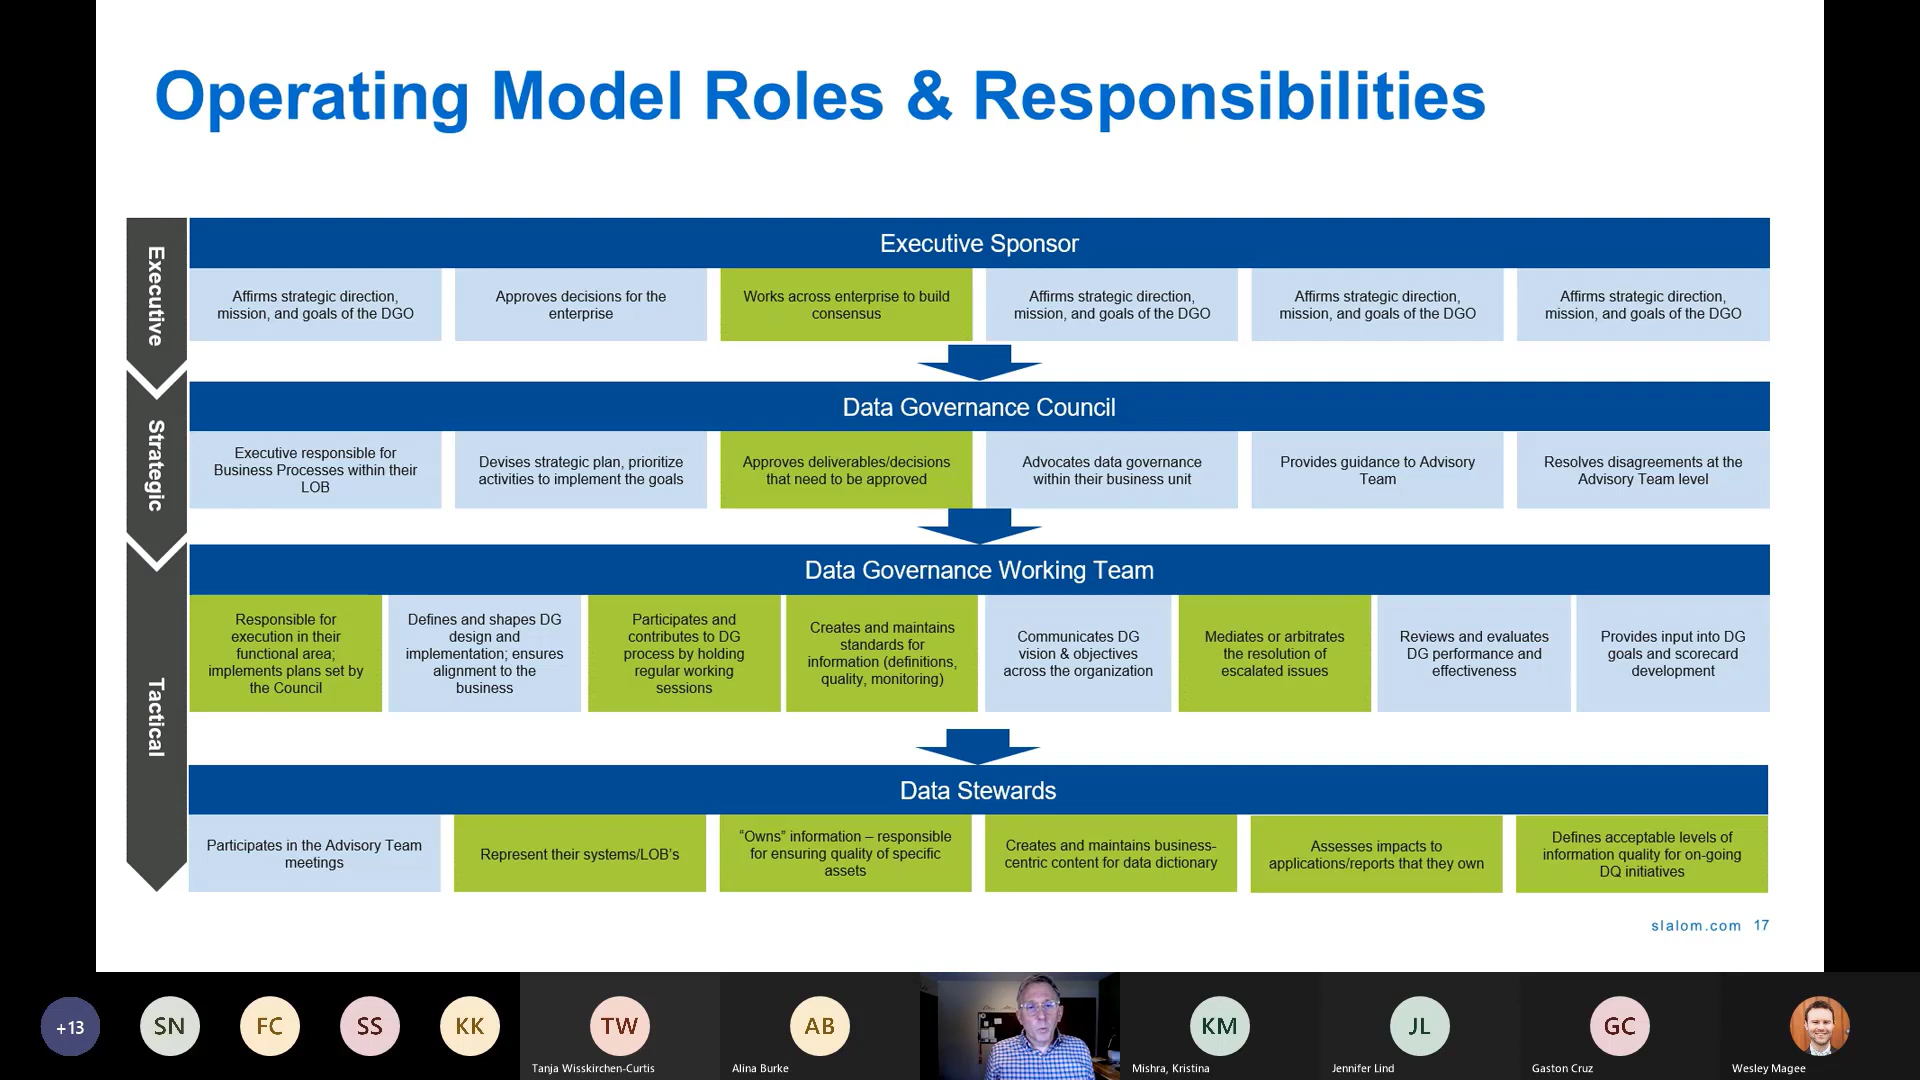 Operating Model Roles & Responsibilities
Executive
Executive Sponsor
Affirms strategic direction,
mission, and goals of the DGO
Approves decisions for the
enterprise
Works across enterprise to build
consensus
Affirms strategic direction,
mission, and goals of the DGO
Affirms strategic direction,
mission, and goals of the DGO
Affirms strategic direction,
mission, and goals of the DGO
Strategic
Data Governance Council
Executive responsible for
Business Processes within their
LOB
Devises strategic plan, prioritize
activities to implement the goals
Approves deliverables/decisions
that need to be approved
Advocates data governance
within their business unit
Provides guidance to Advisory
Team
Resolves disagreements at the
Advisory Team level
Tactical
Data Governance Working Team
Responsible for
execution in their
functional area;
implements plans set by
the Council
Defines and shapes DG
design and
implementation; ensures
alignment to the
business
Participates and
contributes to DG
process by holding
regular working
sessions
Creates and maintains
standards for
information (definitions,
quality, monitoring)
Communicates DG
vision & objectives
across the organization
Mediates or arbitrates
the resolution of
escalated issues
Reviews and evaluates
DG performance and
effectiveness
Provides input into DG
goals and scorecard
development
Data Stewards
Participates in the Advisory Team
meetings
Represent their systems/LOB’s
“Owns” information – responsible
for ensuring quality of specific
assets
Creates and maintains business-
centric content for data dictionary
Assesses impacts to
applications/reports that they own
Defines acceptable levels of
information quality for on-going
DQ initiatives
slalom.com 17
+13
SN
FC
SS
KK
TW
Tanja Wisskirchen-Curtis
AB
Alina Burke
KM
Mishra, Kristina
JL
Jennifer Lind
GC
Gaston Cruz
Wesley Magee